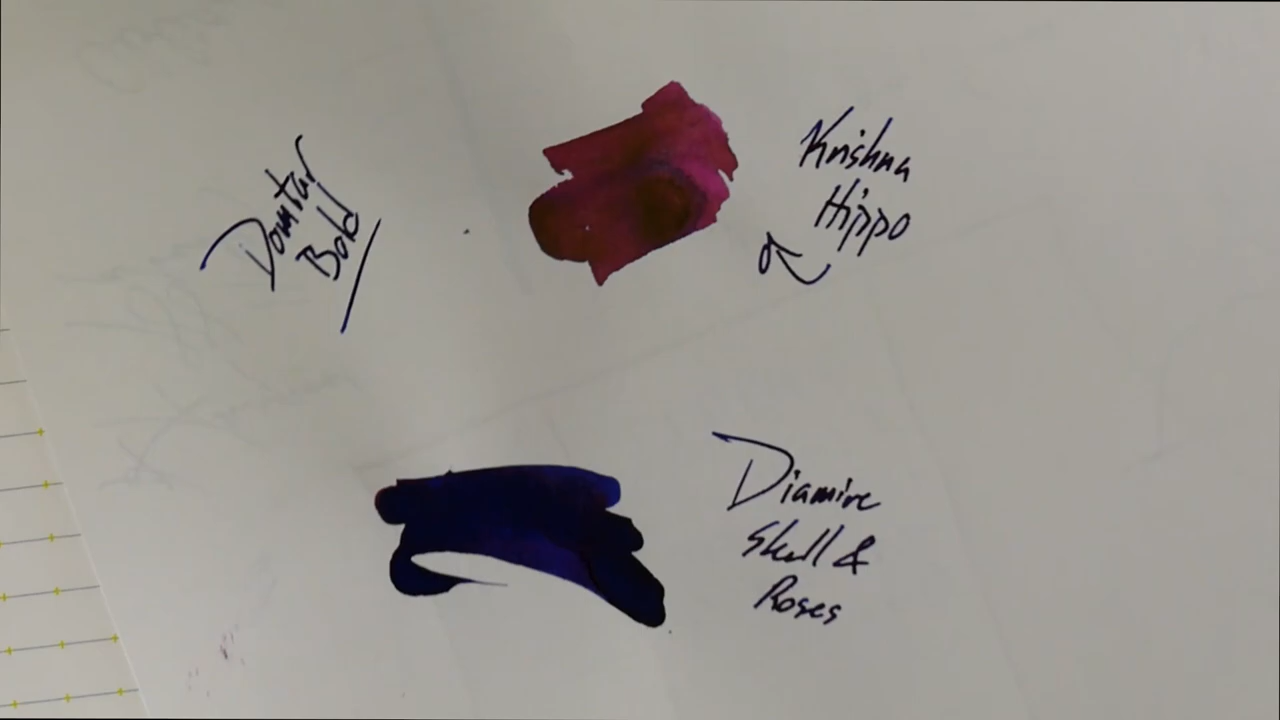 Domtar
Bold
Krishna
Hippo
Diamine
Skull &
Roses